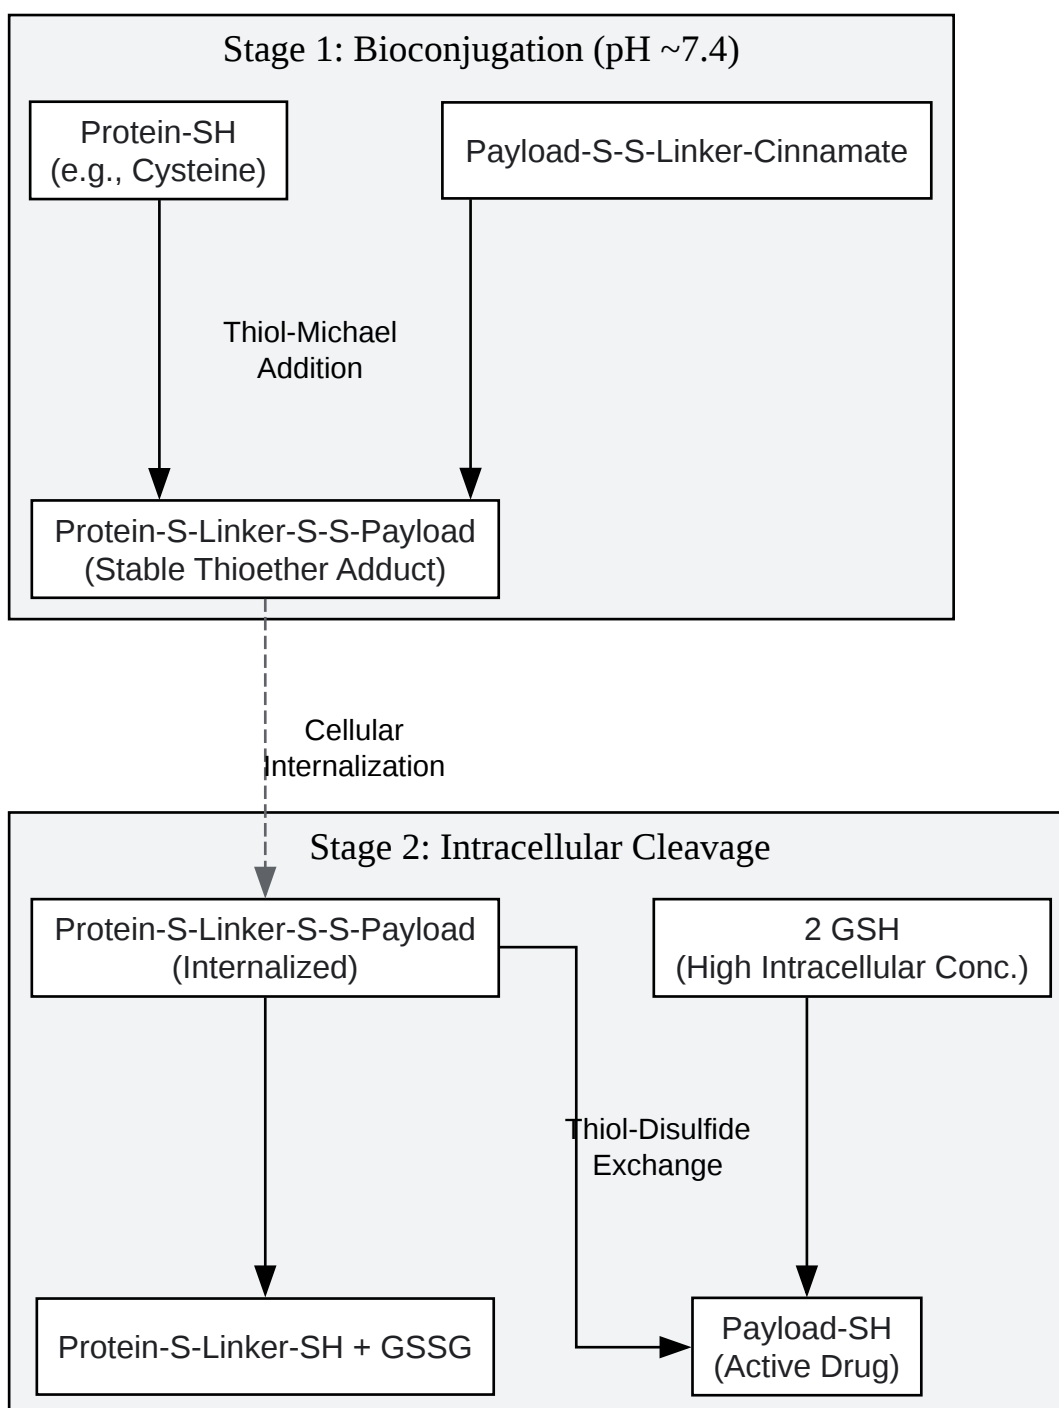 Stage 1: Bioconjugation (pH ~7.4)
Protein-SH
(e.g., Cysteine)
Payload-S-S-Linker-Cinnamate
Thiol-Michael
Addition
Protein-S-Linker-S-S-Payload
(Stable Thioether Adduct)
Cellular
Internalization
Stage 2: Intracellular Cleavage
Protein-S-Linker-S-S-Payload
(Internalized)
2 GSH
(High Intracellular Conc.)
Thiol-Disulfide
Exchange
Protein-S-Linker-SH + GSSG
Payload-SH
(Active Drug)